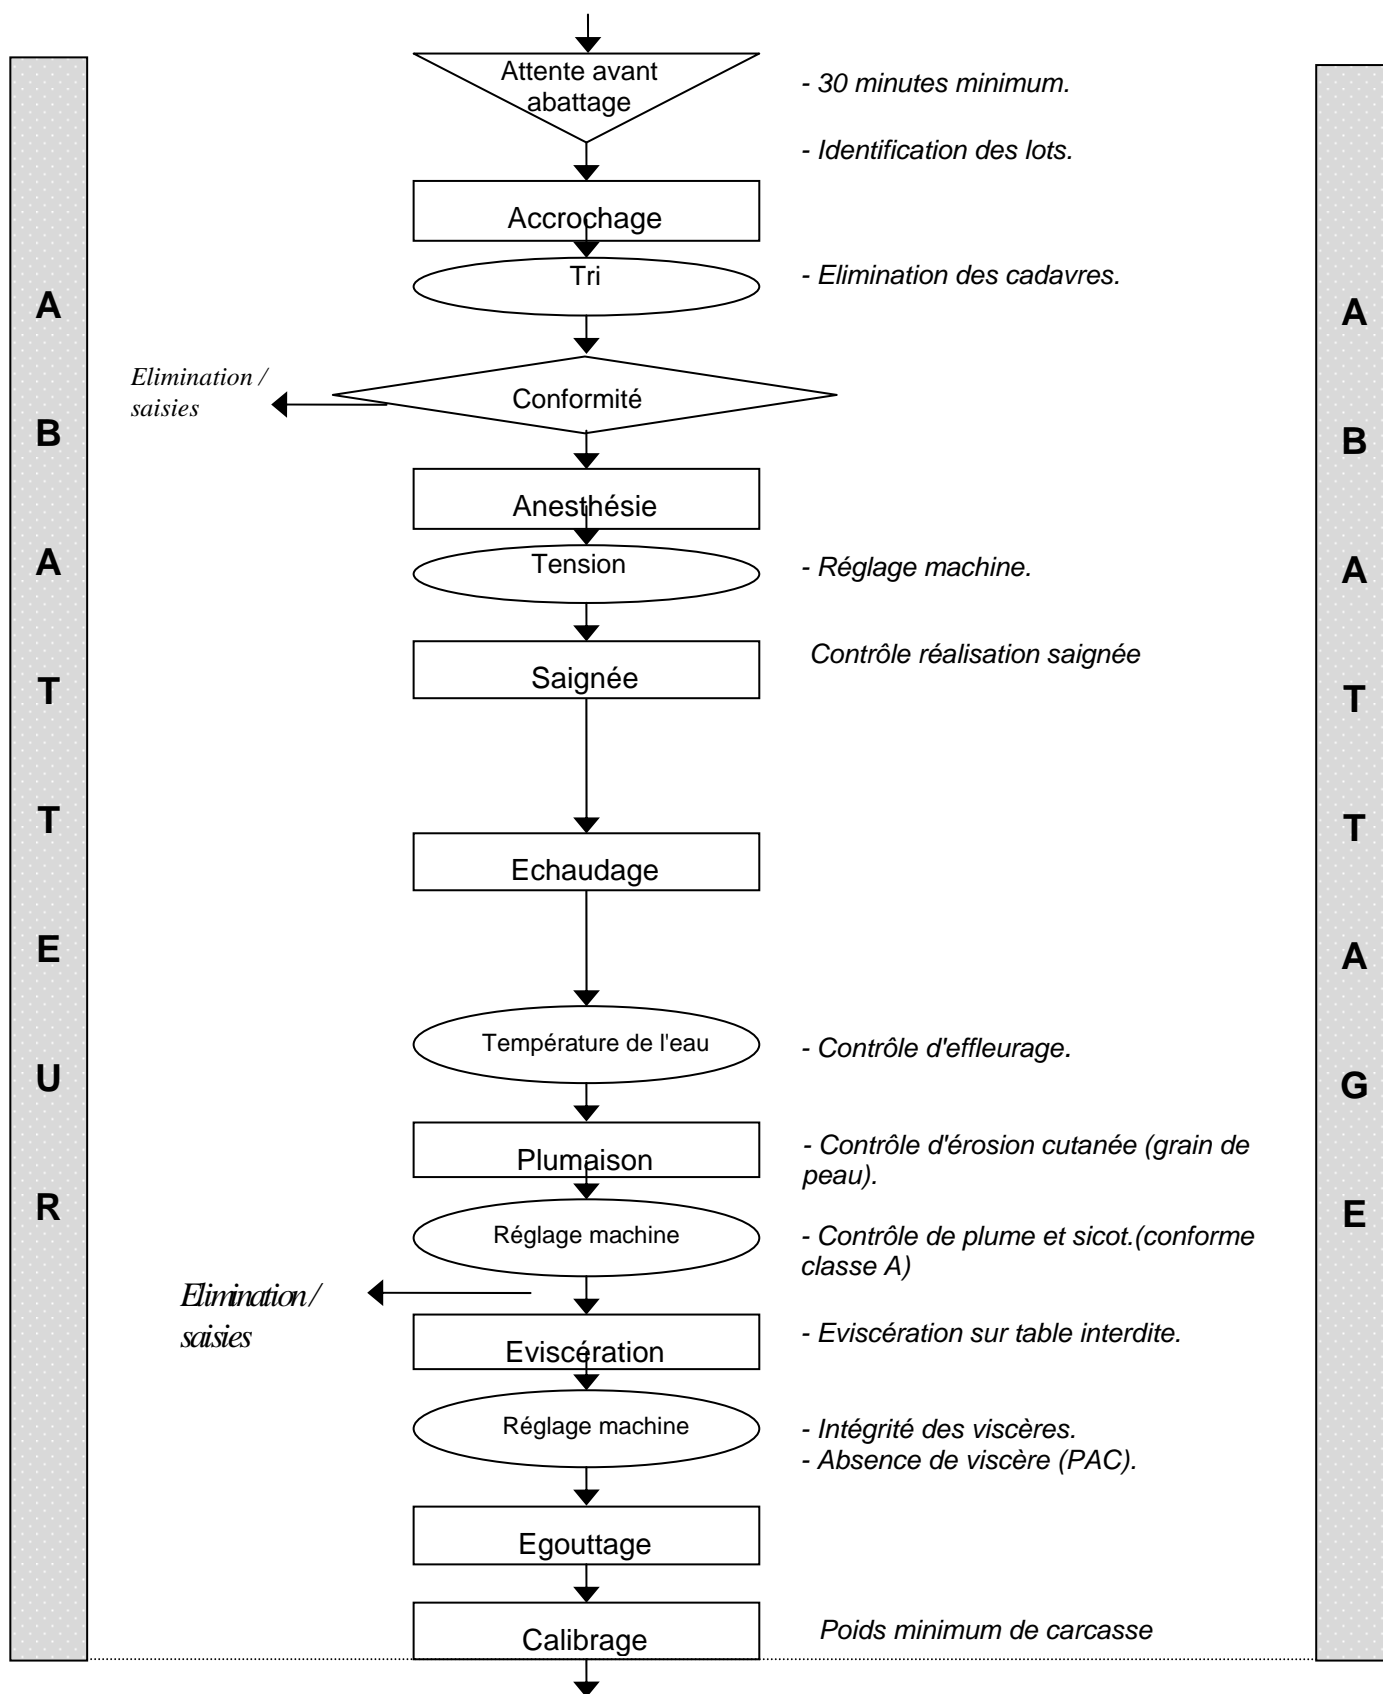 Attente avant
abattage
- 30 minutes minimum.
- Identification des lots.
Accrochage
Tri
- Elimination des cadavres.
Elimination /
saisies
Conformité
Anesthésie
Tension
- Réglage machine.
Saignée
Contrôle réalisation saignée
Echaudage
Température de l'eau
- Contrôle d'effleurage.
Plumaison
- Contrôle d'érosion cutanée (grain de
peau).
Réglage machine
- Contrôle de plume et sicot.(conforme
classe A)
Elimination /
saisies
Eviscération
- Eviscération sur table interdite.
Réglage machine
- Intégrité des viscères.
- Absence de viscère (PAC).
Egouttage
Calibrage
Poids minimum de carcasse
A
B
A
T
T
E
U
R
A
B
A
T
T
A
G
E